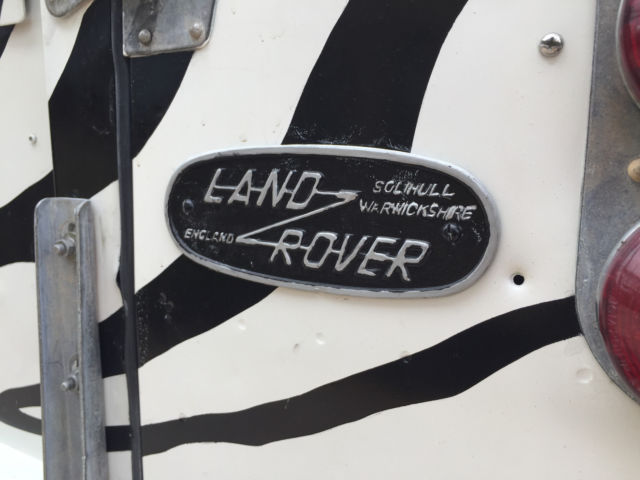 LAND
SOLIHULL
WARWICKSHIRE
ENGLAND
ROVER